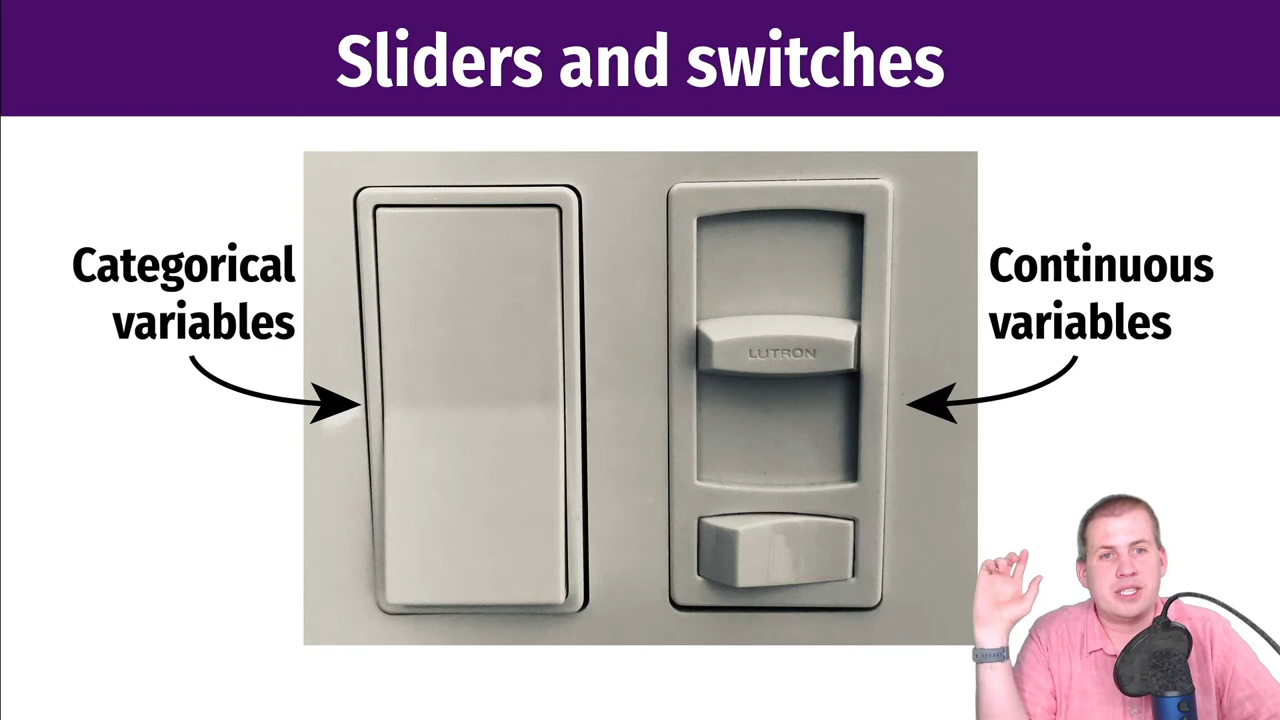 Sliders and switches
Categorical
variables
LUTRON
Continuous
variables